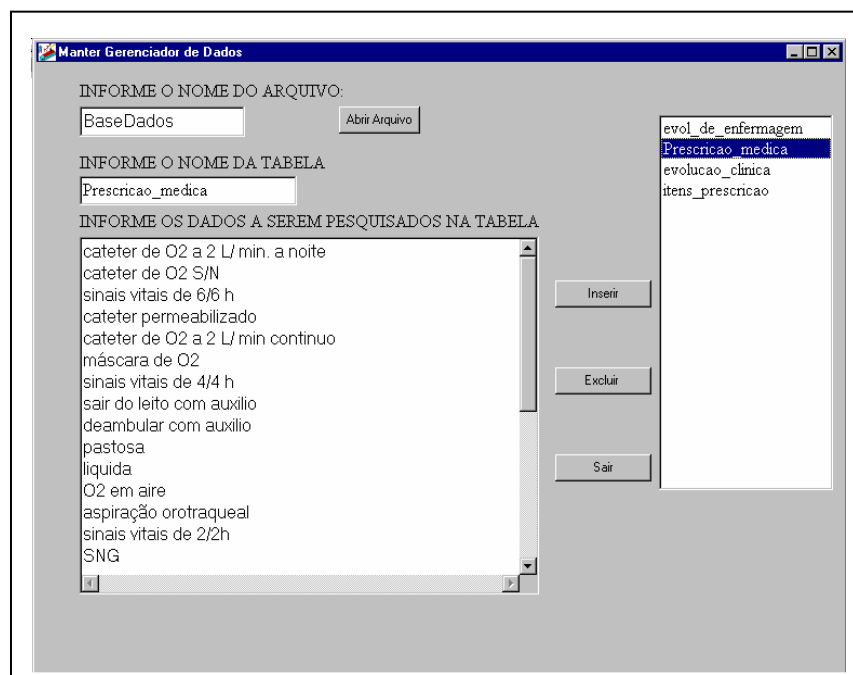 Manter Gerenciador de Dados
INFORME O NOME DO ARQUIVO:
BaseDados
Abrir Arquivo
INFORME O NOME DA TABELA
Prescricao_medica
INFORME OS DADOS A SEREM PESQUISADOS NA TABELA
cateter de O2 a 2 L/ min. a noite
cateter de O2 S/N
sinais vitais de 6/6 h
cateter permeabilizado
cateter de O2 a 2 L/ min continuo
máscara de O2
sinais vitais de 4/4 h
sair do leito com auxilio
deambular com auxilio
pastosa
liquida
O2 em aire
aspiração orotraqueal
sinais vitais de 2/2h
SNG
Inserir
Excluir
Sair
evol_de_enfermagem
Prescricao_medica
evolucao_clinica
itens_prescricao